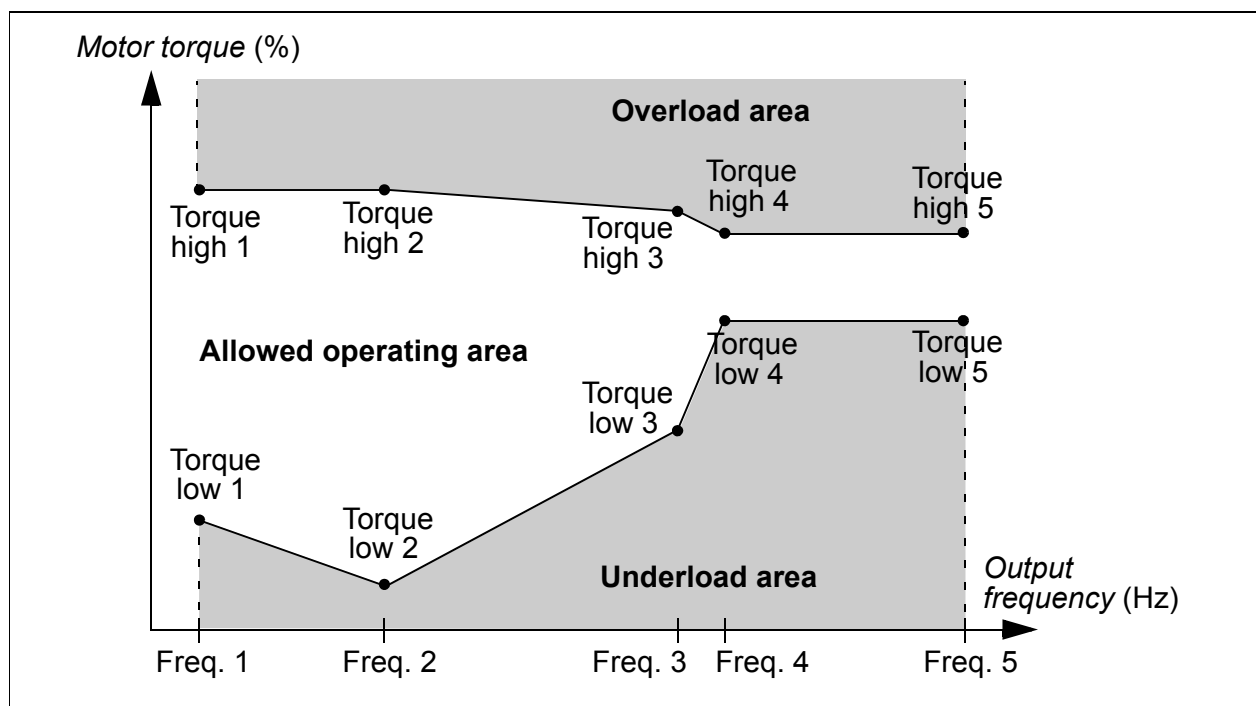 Motor torque (%)
Overload area
Torque
high 1
Torque
high 2
Torque
high 3
Torque
high 4
Torque
high 5
Allowed operating area
Torque
low 1
Torque
low 2
Torque
low 3
Torque
low 4
Torque
low 5
Underload area
Output
frequency (Hz)
Freq. 1
Freq. 2
Freq. 3
Freq. 4
Freq. 5